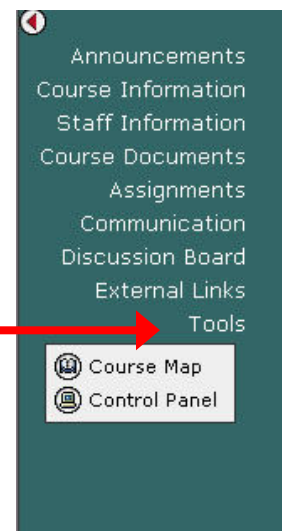 Announcements
Course Information
Staff Information
Course Documents
Assignments
Communication
Discussion Board
External Links
Tools
Course Map
Control Panel